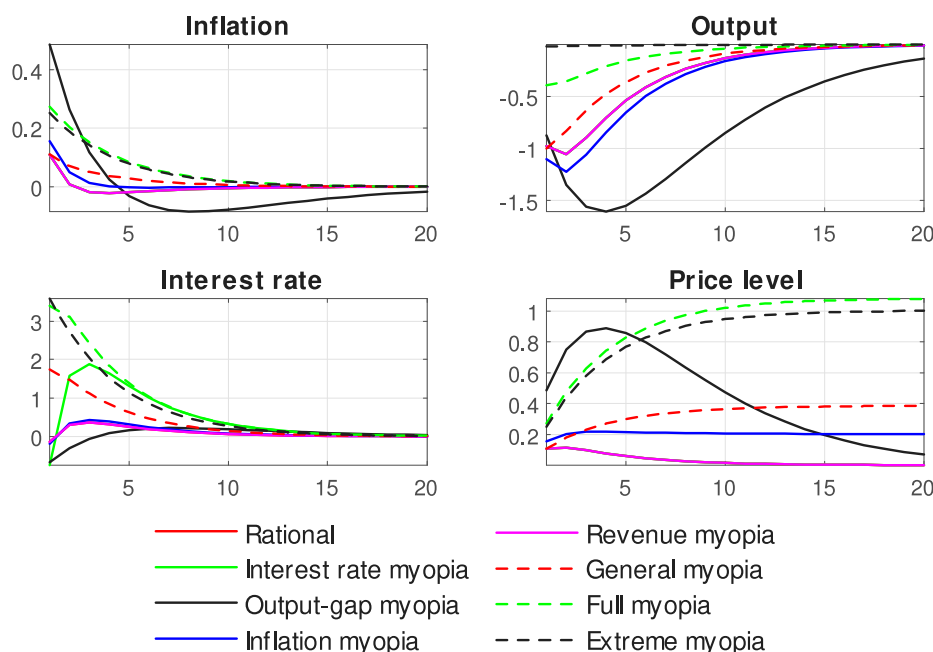 Inflation
0.4
0.2
0
5 10 15 20
Output
-0.5
-1
-1.5
5 10 15 20
Interest rate
3
2
1
0
5 10 15 20
Price level
1
0.8
0.6
0.4
0.2
5 10 15 20
Rational
Interest rate myopia
Output-gap myopia
Inflation myopia
Revenue myopia
General myopia
Full myopia
Extreme myopia